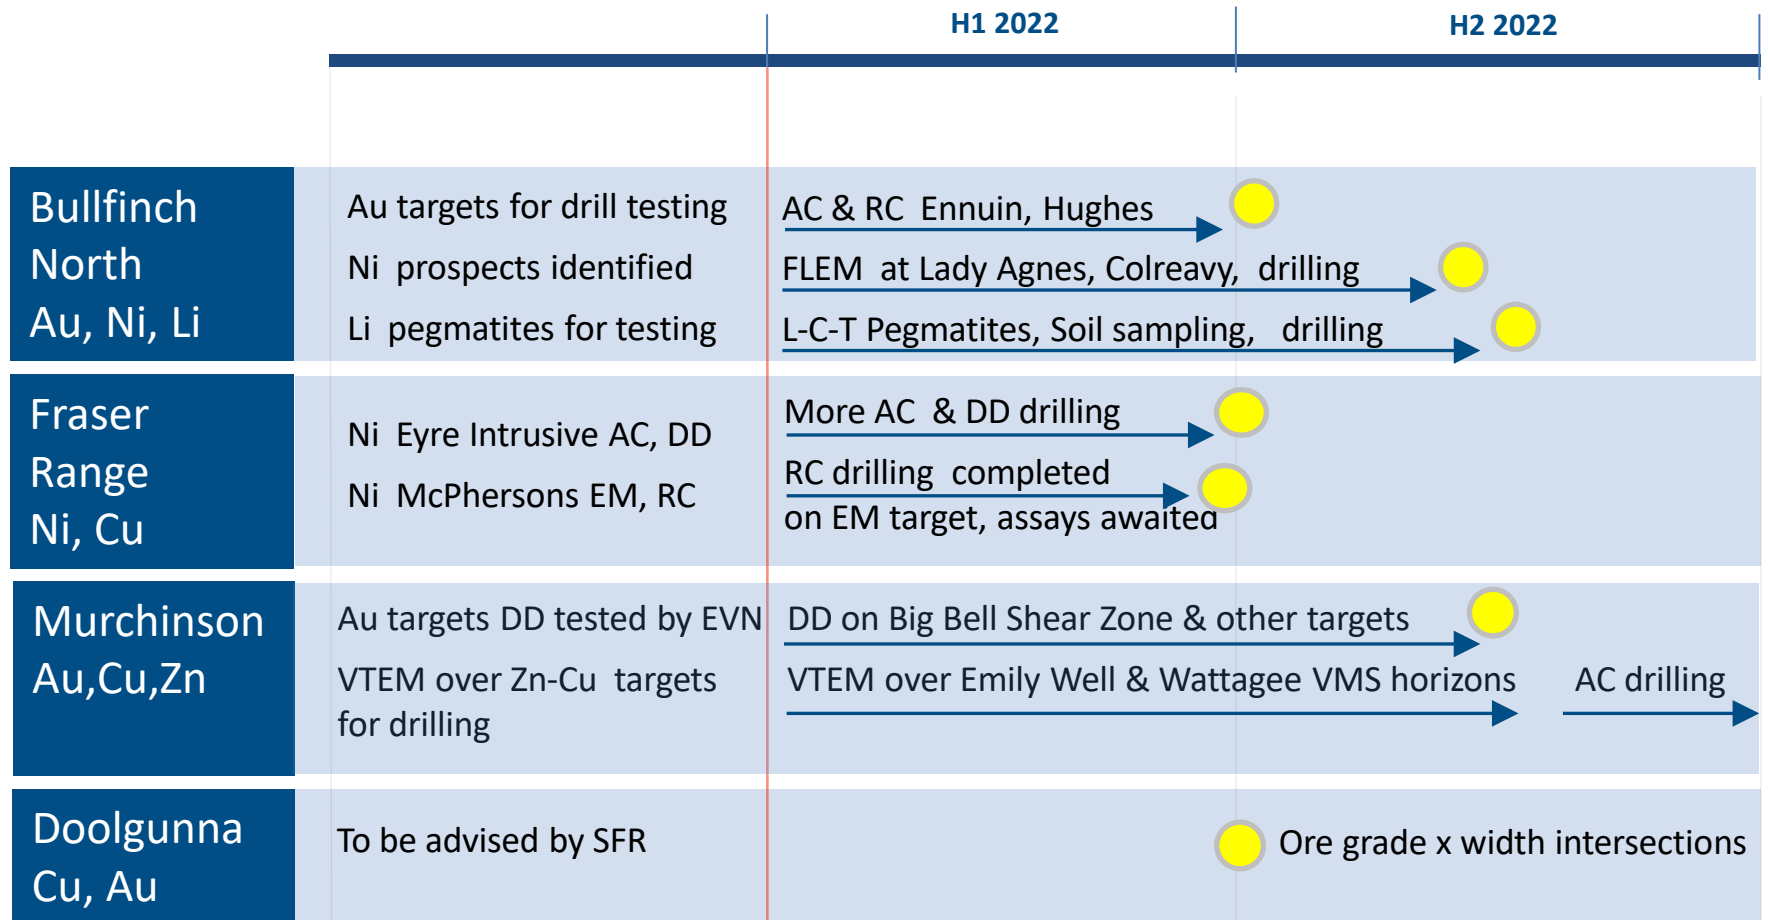 H1 2022
H2 2022
Bullfinch
North
Au, Ni, Li
Au targets for drill testing
AC & RC Ennuin, Hughes
Ni prospects identified
FLEM at Lady Agnes, Colreavy, drilling
Li pegmatites for testing
L-C-T Pegmatites, Soil sampling, drilling
Fraser
Range
Ni, Cu
Ni Eyre Intrusive AC, DD
More AC & DD drilling
Ni McPhersons EM, RC
RC drilling completed
on EM target, assays awaited
Murchinson
Au,Cu,Zn
Au targets DD tested by EVN
DD on Big Bell Shear Zone & other targets
VTEM over Zn-Cu targets
for drilling
VTEM over Emily Well & Wattagee VMS horizons
AC drilling
Doolgunna
Cu, Au
To be advised by SFR
Ore grade x width intersections